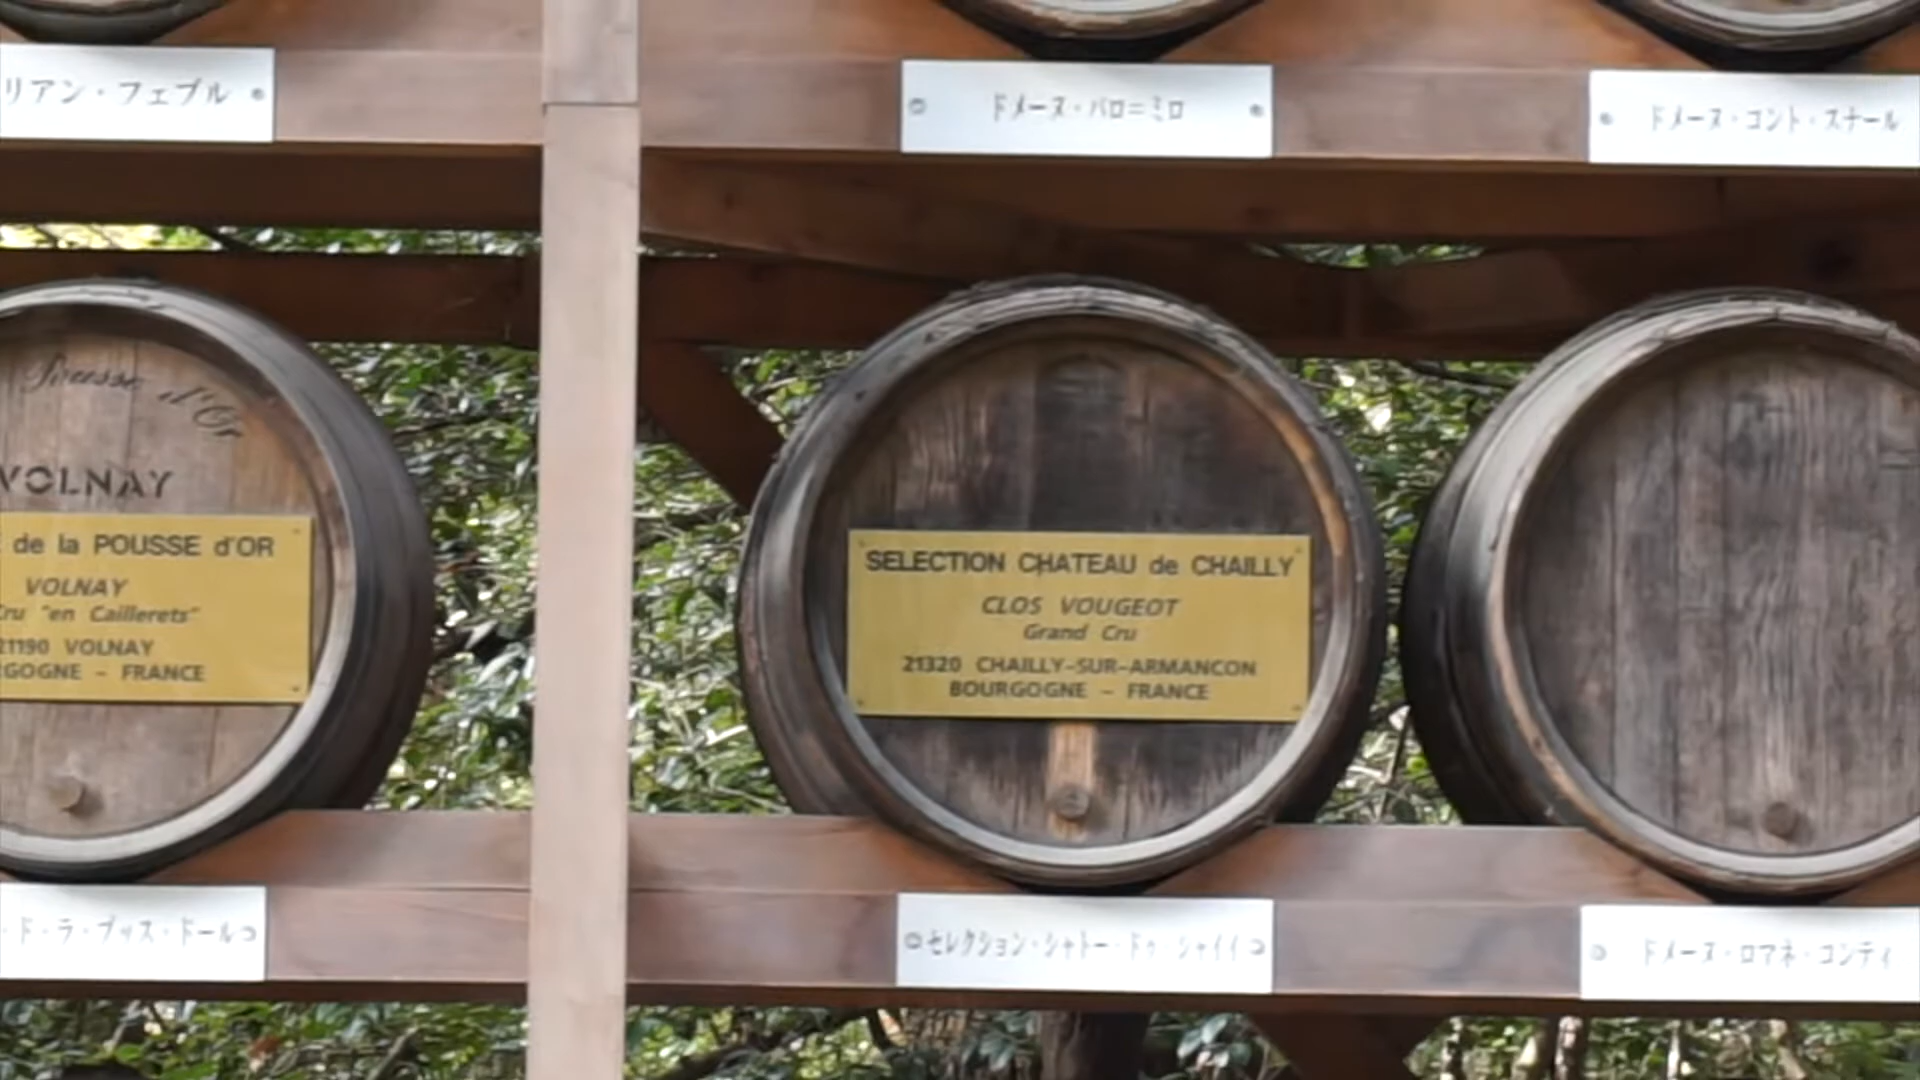 リアン・フェブル
ドメーヌ・バロ＝ミロ
ドメーヌ・コント・スナール
Pousse d'Or
VOLNAY
de la POUSSE d'OR
VOLNAY
Cru "en Caillerets"
21190 VOLNAY
RGOGNE - FRANCE
SELECTION CHATEAU de CHAILLY
CLOS VOUGEOT
Grand Cru
21320 CHAILLY-SUR-ARMANCON
BOURGOGNE - FRANCE
・ド・ラ・プッス・ドール
セレクション・シャトー・ドゥ・シャイイ
ドメーヌ・ロマネ・コンティ